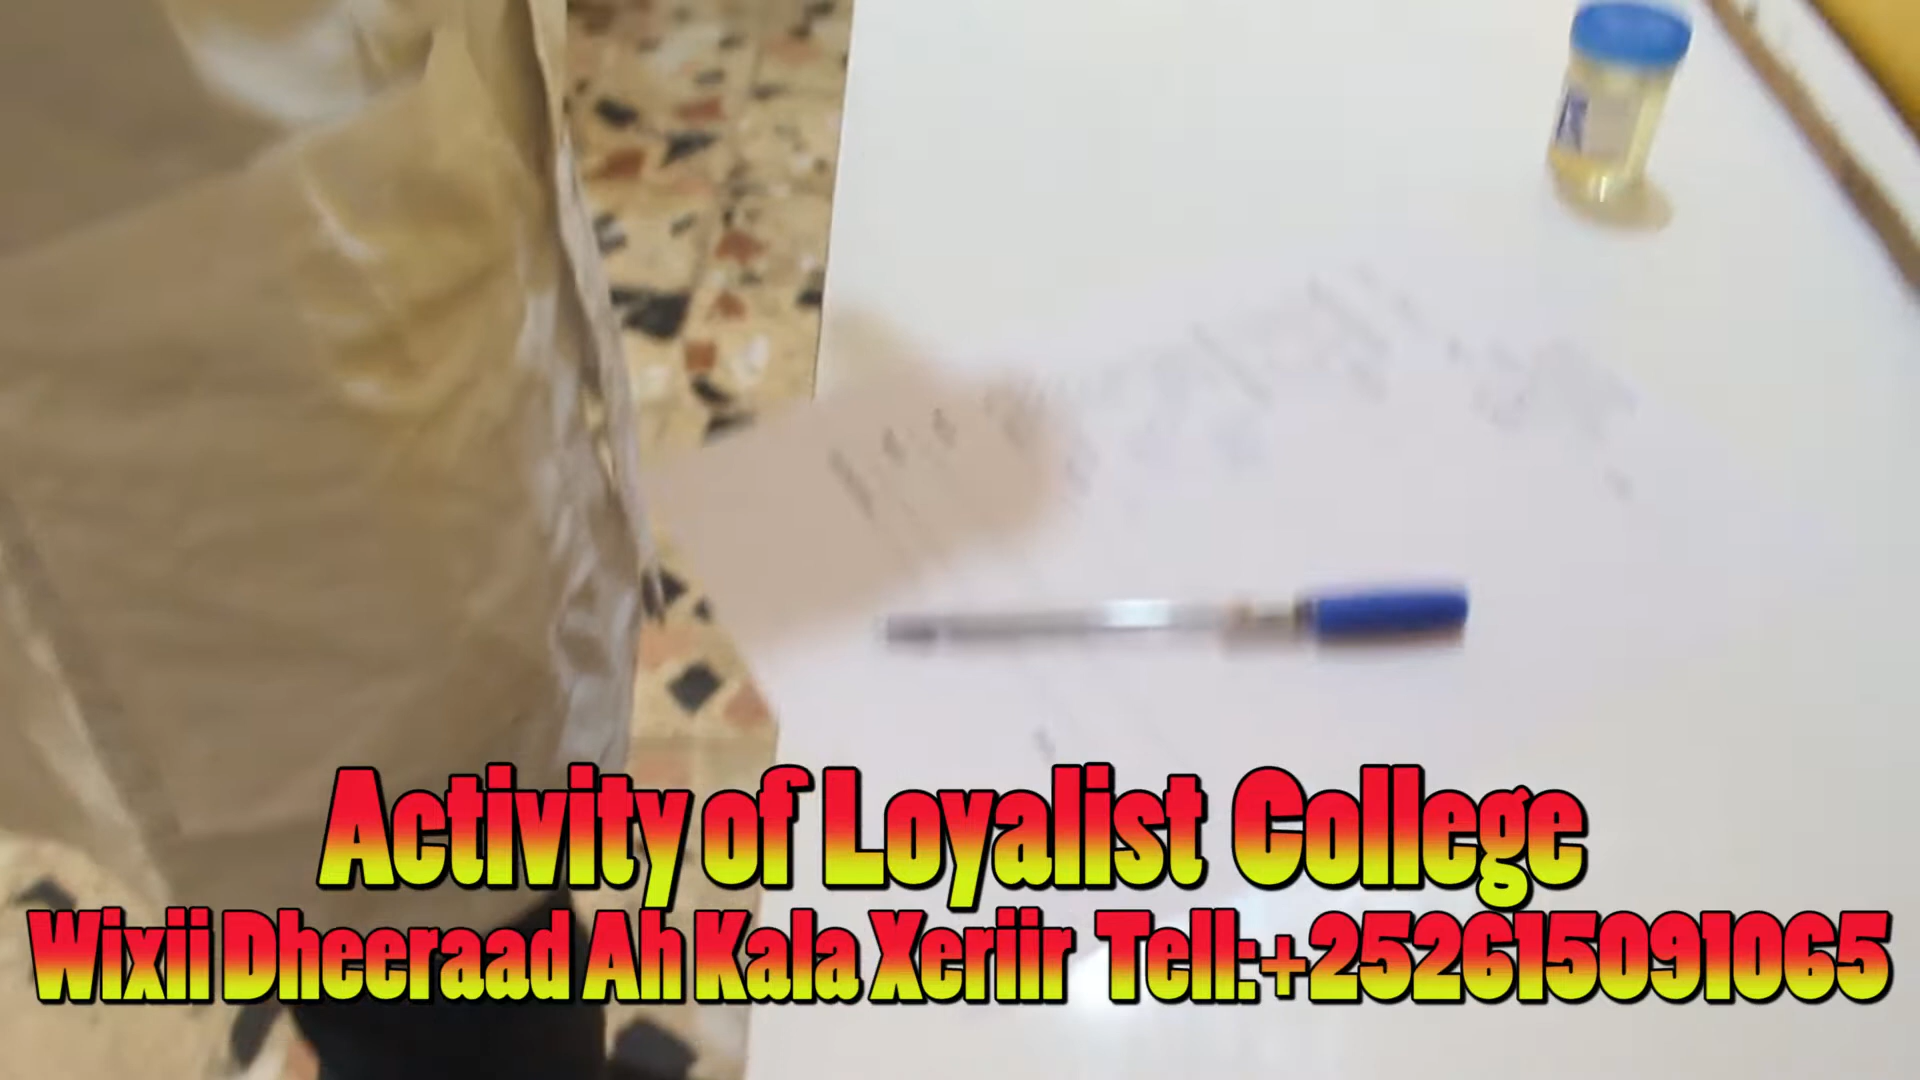 Activity of Loyalist College
Wixii Dheeraad Ah Kala Xeriir Tell:+252615091065